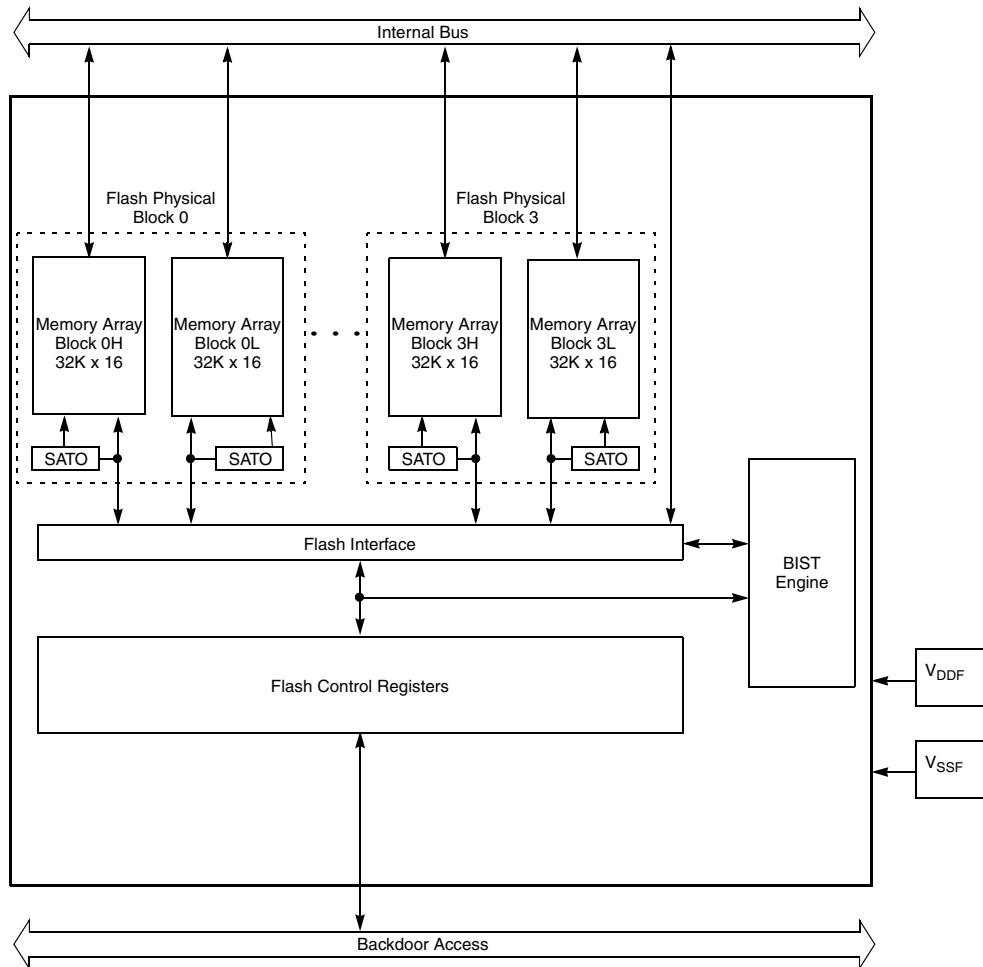 Internal Bus
Flash Physical
Block 0
Flash Physical
Block 3
Memory Array
Block 0H
32K x 16
Memory Array
Block 0L
32K x 16
Memory Array
Block 3H
32K x 16
Memory Array
Block 3L
32K x 16
SATO
SATO
SATO
SATO
Flash Interface
BIST
Engine
Flash Control Registers
VDDF
VSSF
Backdoor Access